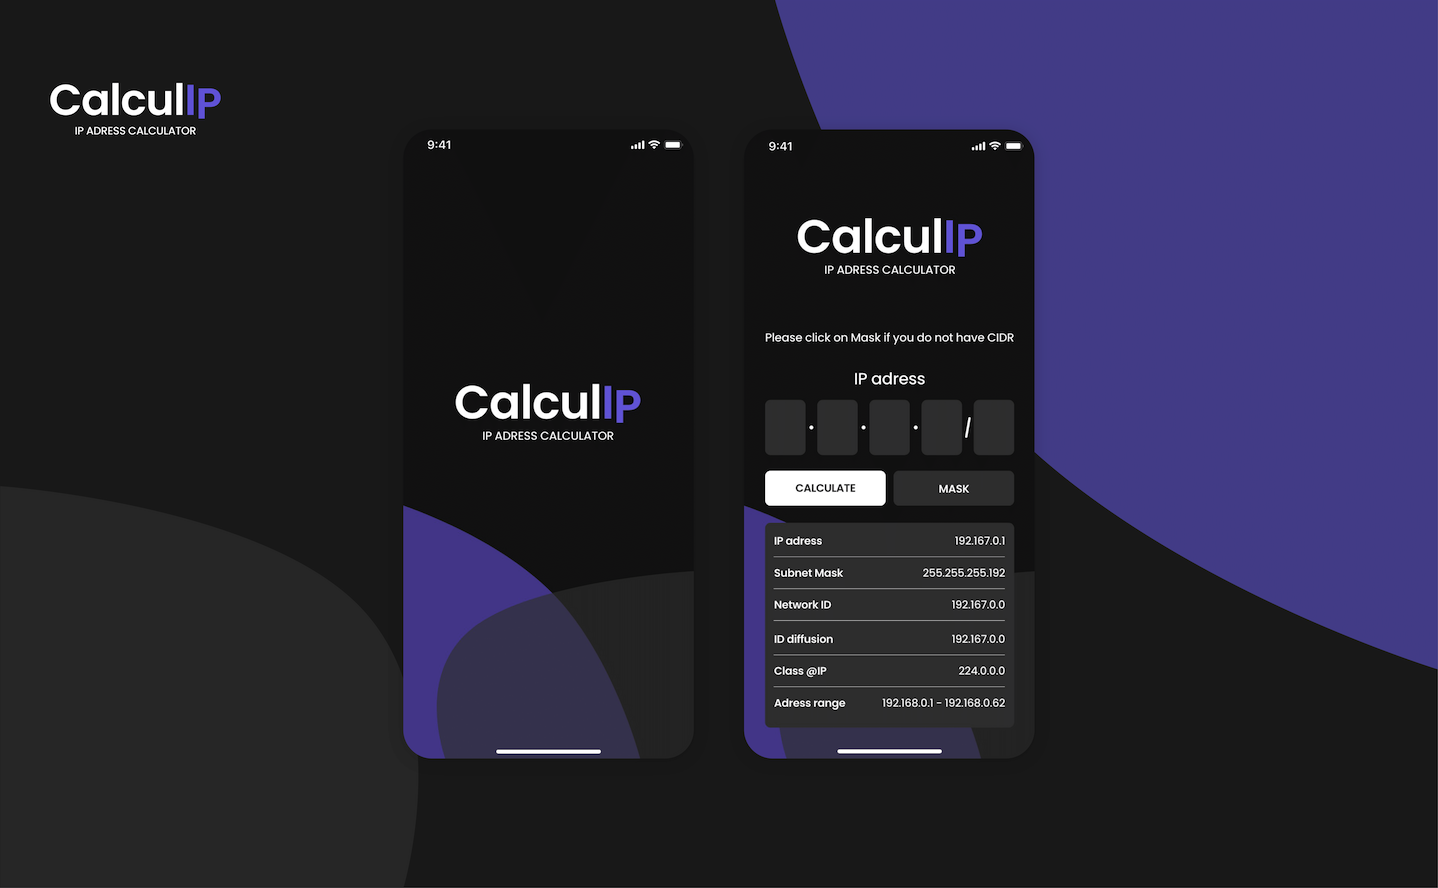 CalculIP
IP ADRESS CALCULATOR
9:41
CalculIP
IP ADRESS CALCULATOR
9:41
CalculIP
IP ADRESS CALCULATOR
Please click on Mask if you do not have CIDR
IP adress
. . . /
CALCULATE MASK
IP adress 192.167.0.1
Subnet Mask 255.255.255.192
Network ID 192.167.0.0
ID diffusion 192.167.0.0
Class @IP 224.0.0.0
Adress range 192.168.0.1 - 192.168.0.62